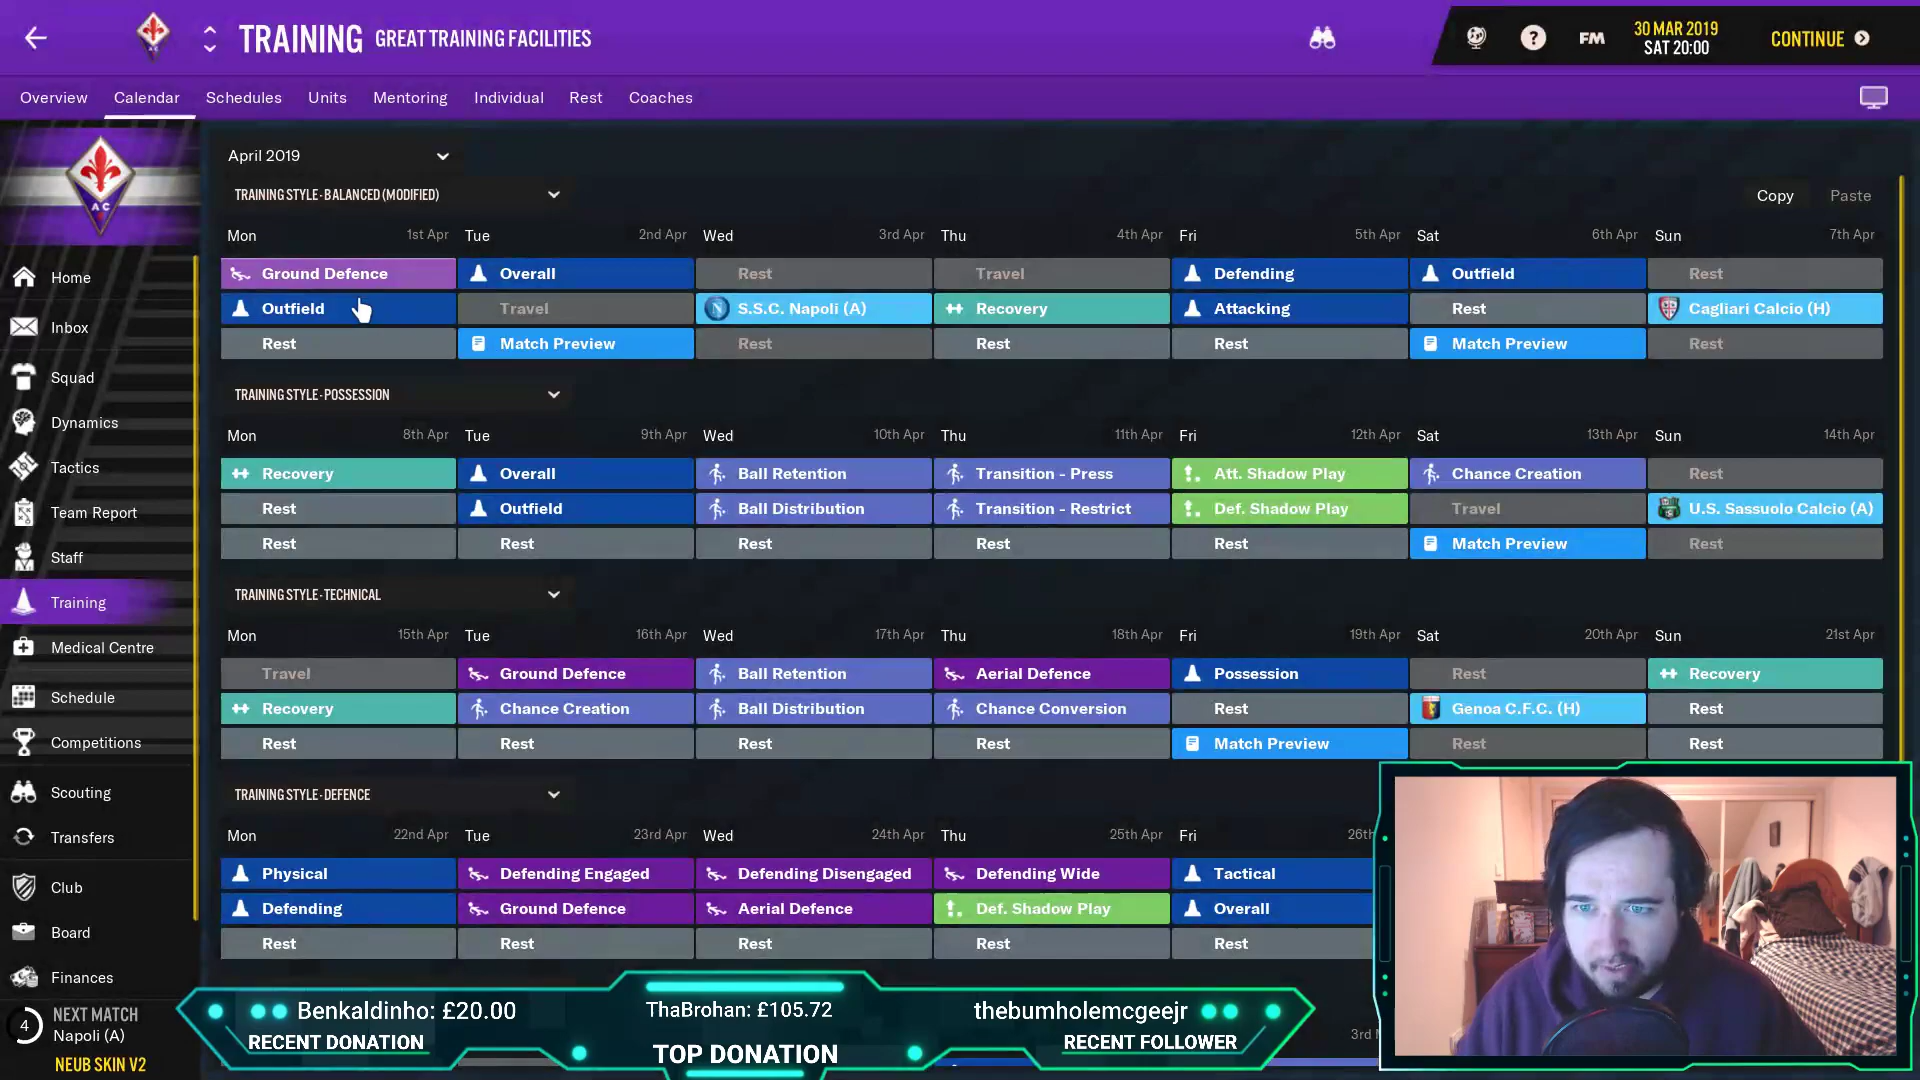 TRAINING GREAT TRAINING FACILITIES
FM
30 MAR 2019
SAT 20:00
CONTINUE
Overview Calendar Schedules Units Mentoring Individual Rest Coaches
April 2019
TRAINING STYLE - BALANCED (MODIFIED)
Copy Paste
Mon 1st Apr Tue 2nd Apr Wed 3rd Apr Thu 4th Apr Fri 5th Apr Sat 6th Apr Sun 7th Apr
Ground Defence Overall Rest Travel Defending Outfield Rest
Outfield Travel S.S.C. Napoli (A) Recovery Attacking Rest Cagliari Calcio (H)
Rest Match Preview Rest Rest Rest Match Preview Rest
TRAINING STYLE - POSSESSION
Mon 8th Apr Tue 9th Apr Wed 10th Apr Thu 11th Apr Fri 12th Apr Sat 13th Apr Sun 14th Apr
Recovery Overall Ball Retention Transition - Press Att. Shadow Play Chance Creation Rest
Rest Outfield Ball Distribution Transition - Restrict Def. Shadow Play Travel U.S. Sassuolo Calcio (A)
Rest Rest Rest Rest Rest Match Preview Rest
TRAINING STYLE - TECHNICAL
Mon 15th Apr Tue 16th Apr Wed 17th Apr Thu 18th Apr Fri 19th Apr Sat 20th Apr Sun 21st Apr
Travel Ground Defence Ball Retention Aerial Defence Possession Rest Recovery
Recovery Chance Creation Ball Distribution Chance Conversion Rest Genoa C.F.C. (H) Rest
Rest Rest Rest Rest Match Preview Rest Rest
TRAINING STYLE - DEFENCE
Mon 22nd Apr Tue 23rd Apr Wed 24th Apr Thu 25th Apr Fri 26th
Physical Defending Engaged Defending Disengaged Defending Wide Tactical
Defending Ground Defence Aerial Defence Def. Shadow Play Overall
Rest Rest Rest Rest Rest
3rd
Home
Inbox
Squad
Dynamics
Tactics
Team Report
Staff
Training
Medical Centre
Schedule
Competitions
Scouting
Transfers
Club
Board
Finances
4
NEXT MATCH
Napoli (A)
NEUB SKIN V2
Benkaldinho: £20.00
RECENT DONATION
ThaBrohan: £105.72
TOP DONATION
thebumholemcgeejr
RECENT FOLLOWER